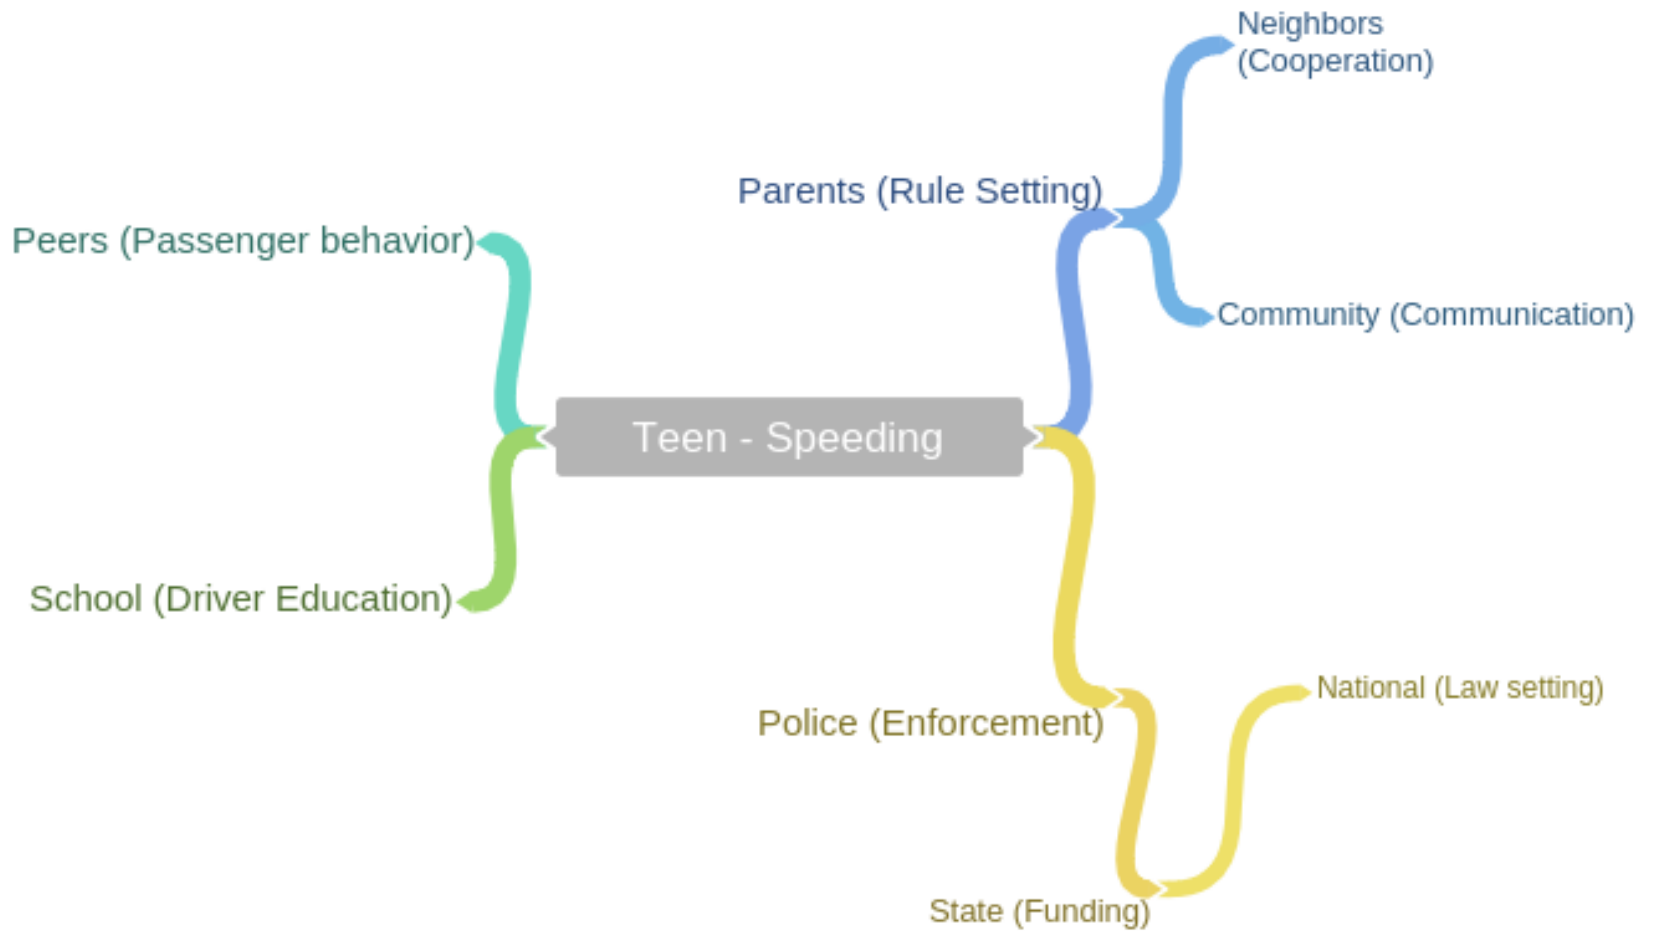 Neighbors
(Cooperation)
Parents (Rule Setting)
Peers (Passenger behavior)
Community (Communication)
Teen - Speeding
School (Driver Education)
National (Law setting)
Police (Enforcement)
State (Funding)